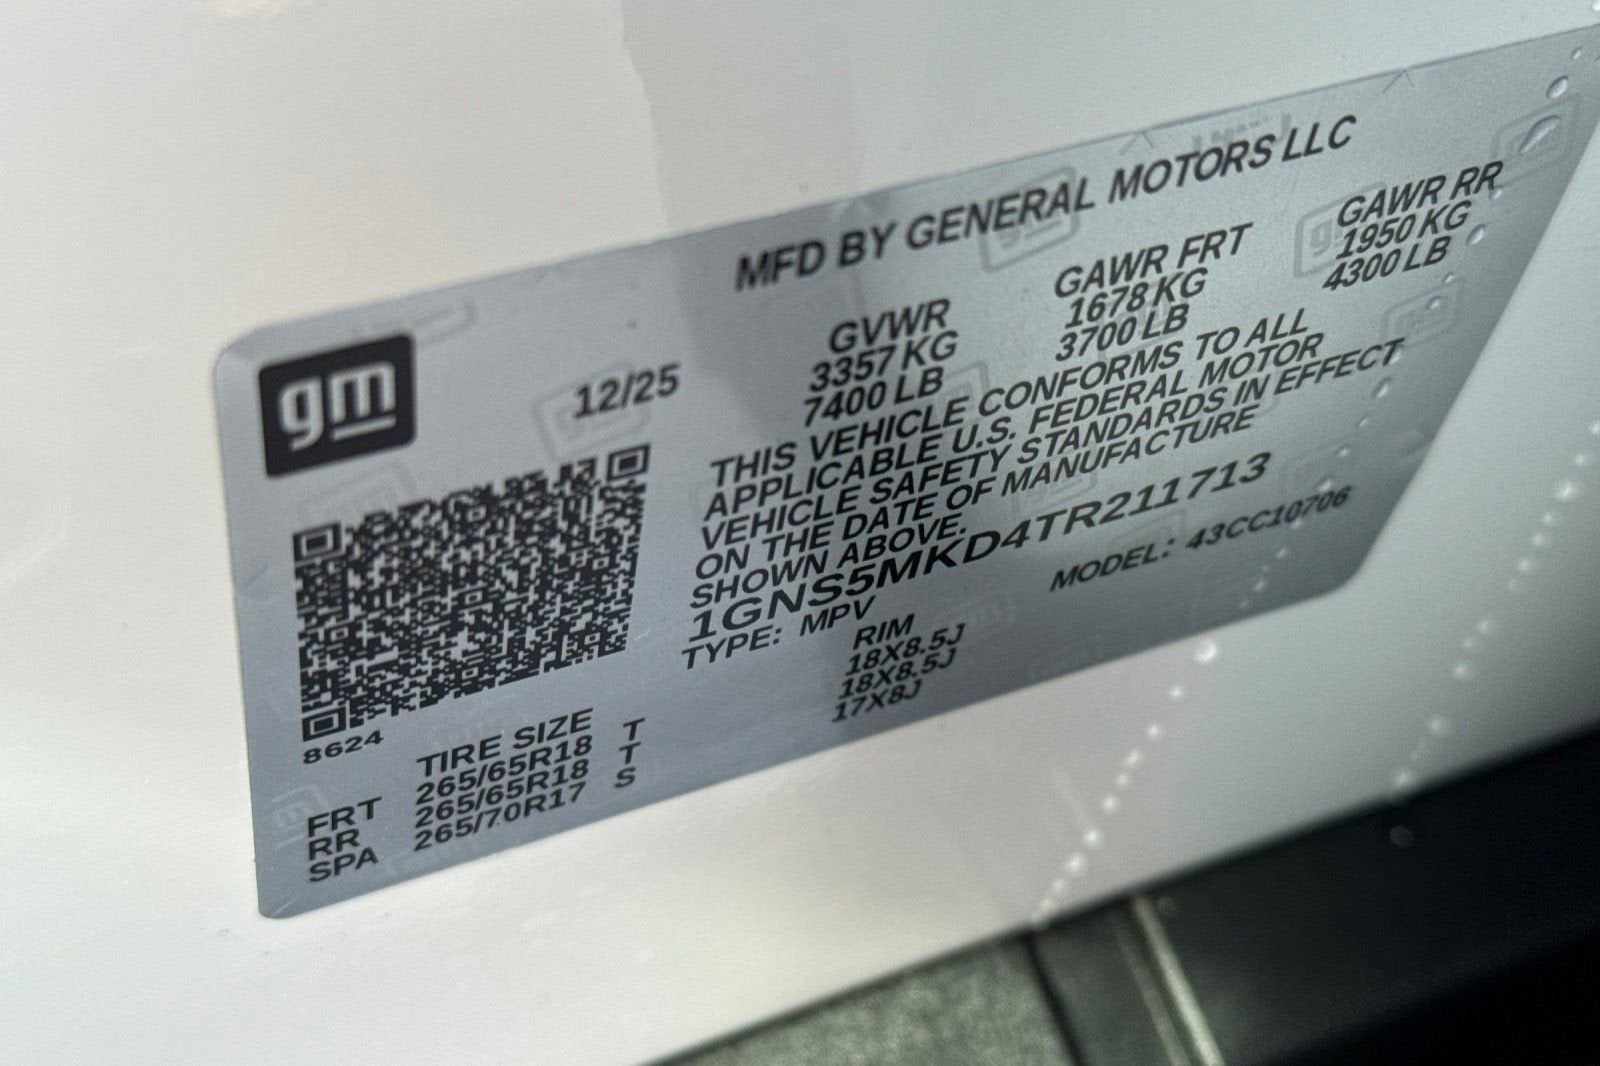 gm
12/25
MFD BY GENERAL MOTORS LLC
GVWR GAWR FRT GAWR RR
3357 KG 1678 KG 1950 KG
7400 LB 3700 LB 4300 LB
THIS VEHICLE CONFORMS TO ALL
APPLICABLE U.S. FEDERAL MOTOR
VEHICLE SAFETY STANDARDS IN EFFECT
ON THE DATE OF MANUFACTURE
SHOWN ABOVE.
1GNS5MKD4TR211713
TYPE: MPV MODEL: 43CC10706
8624
TIRE SIZE RIM
FRT 265/65R18 T 18X8.5J
RR 265/65R18 T 18X8.5J
SPA 265/70R17 S 17X8J